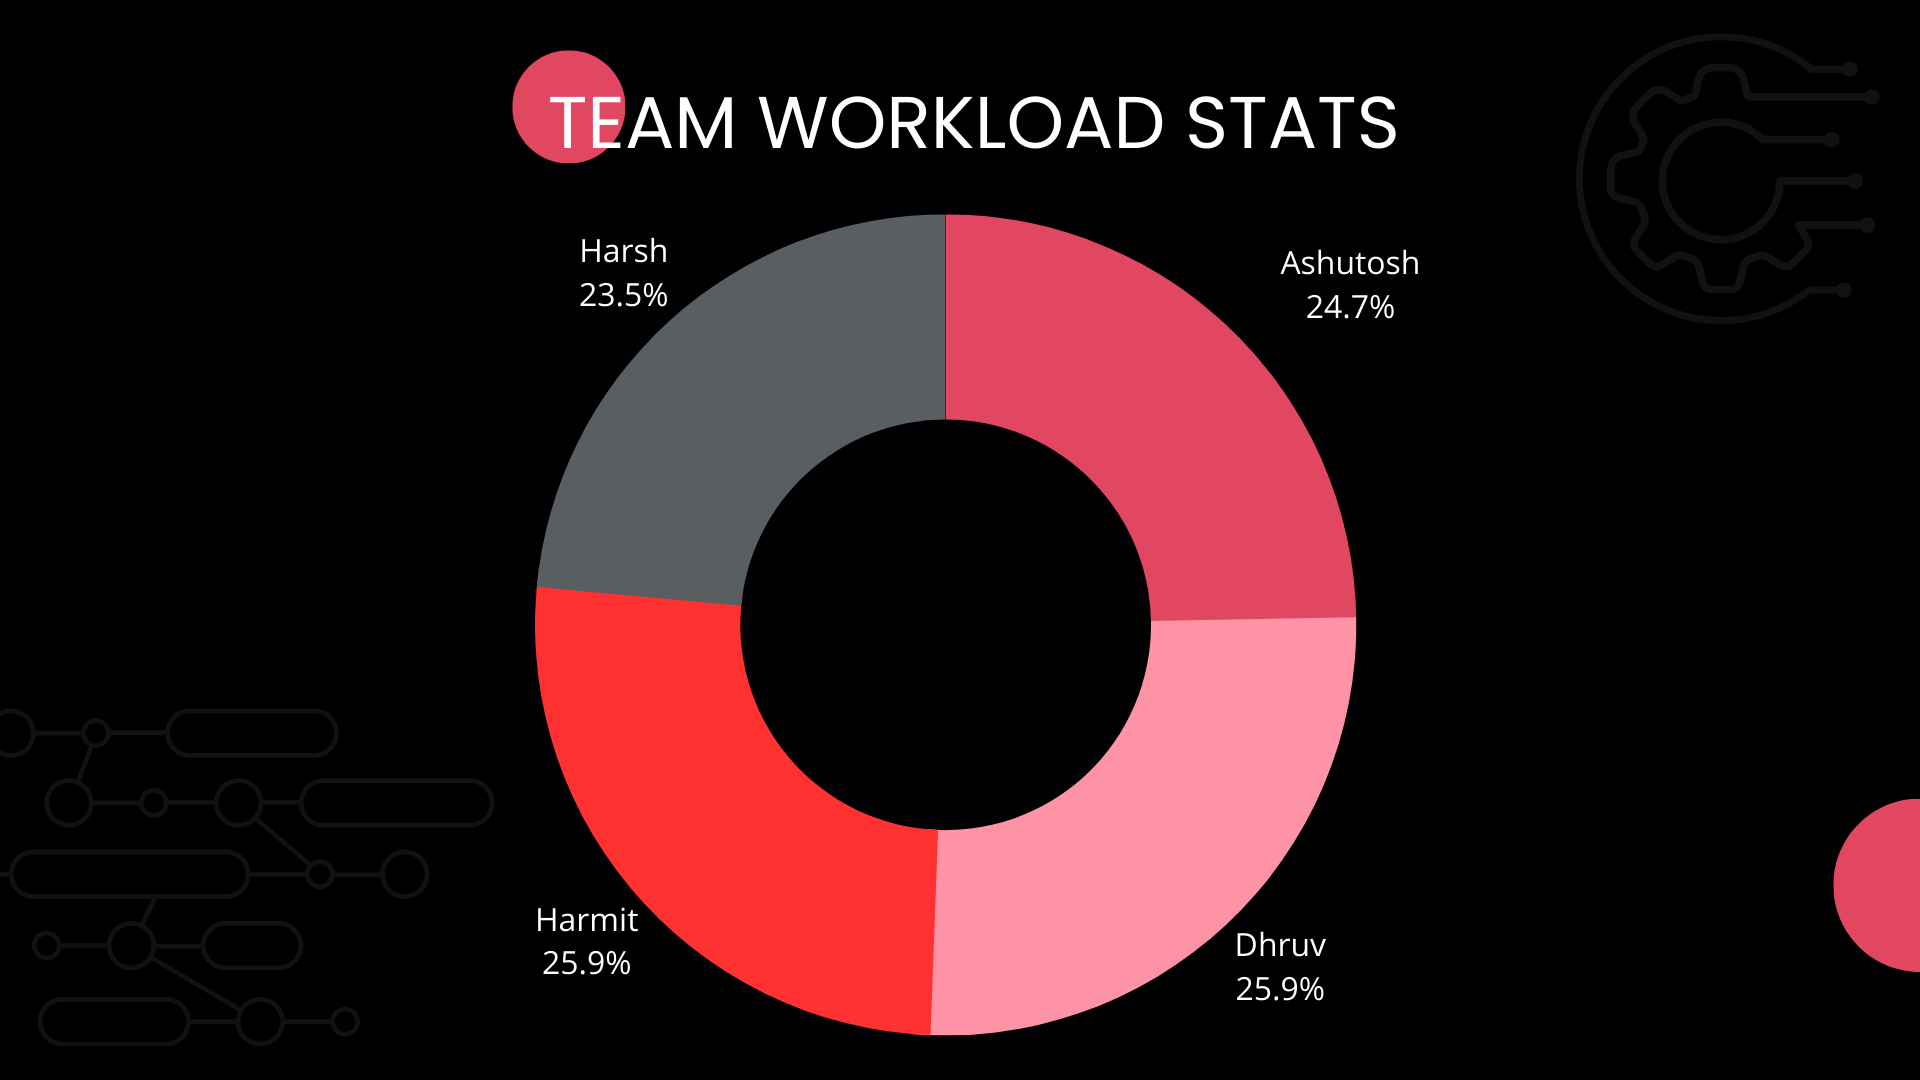 TEAM WORKLOAD STATS
Harsh
23.5%
Ashutosh
24.7%
Harmit
25.9%
Dhruv
25.9%